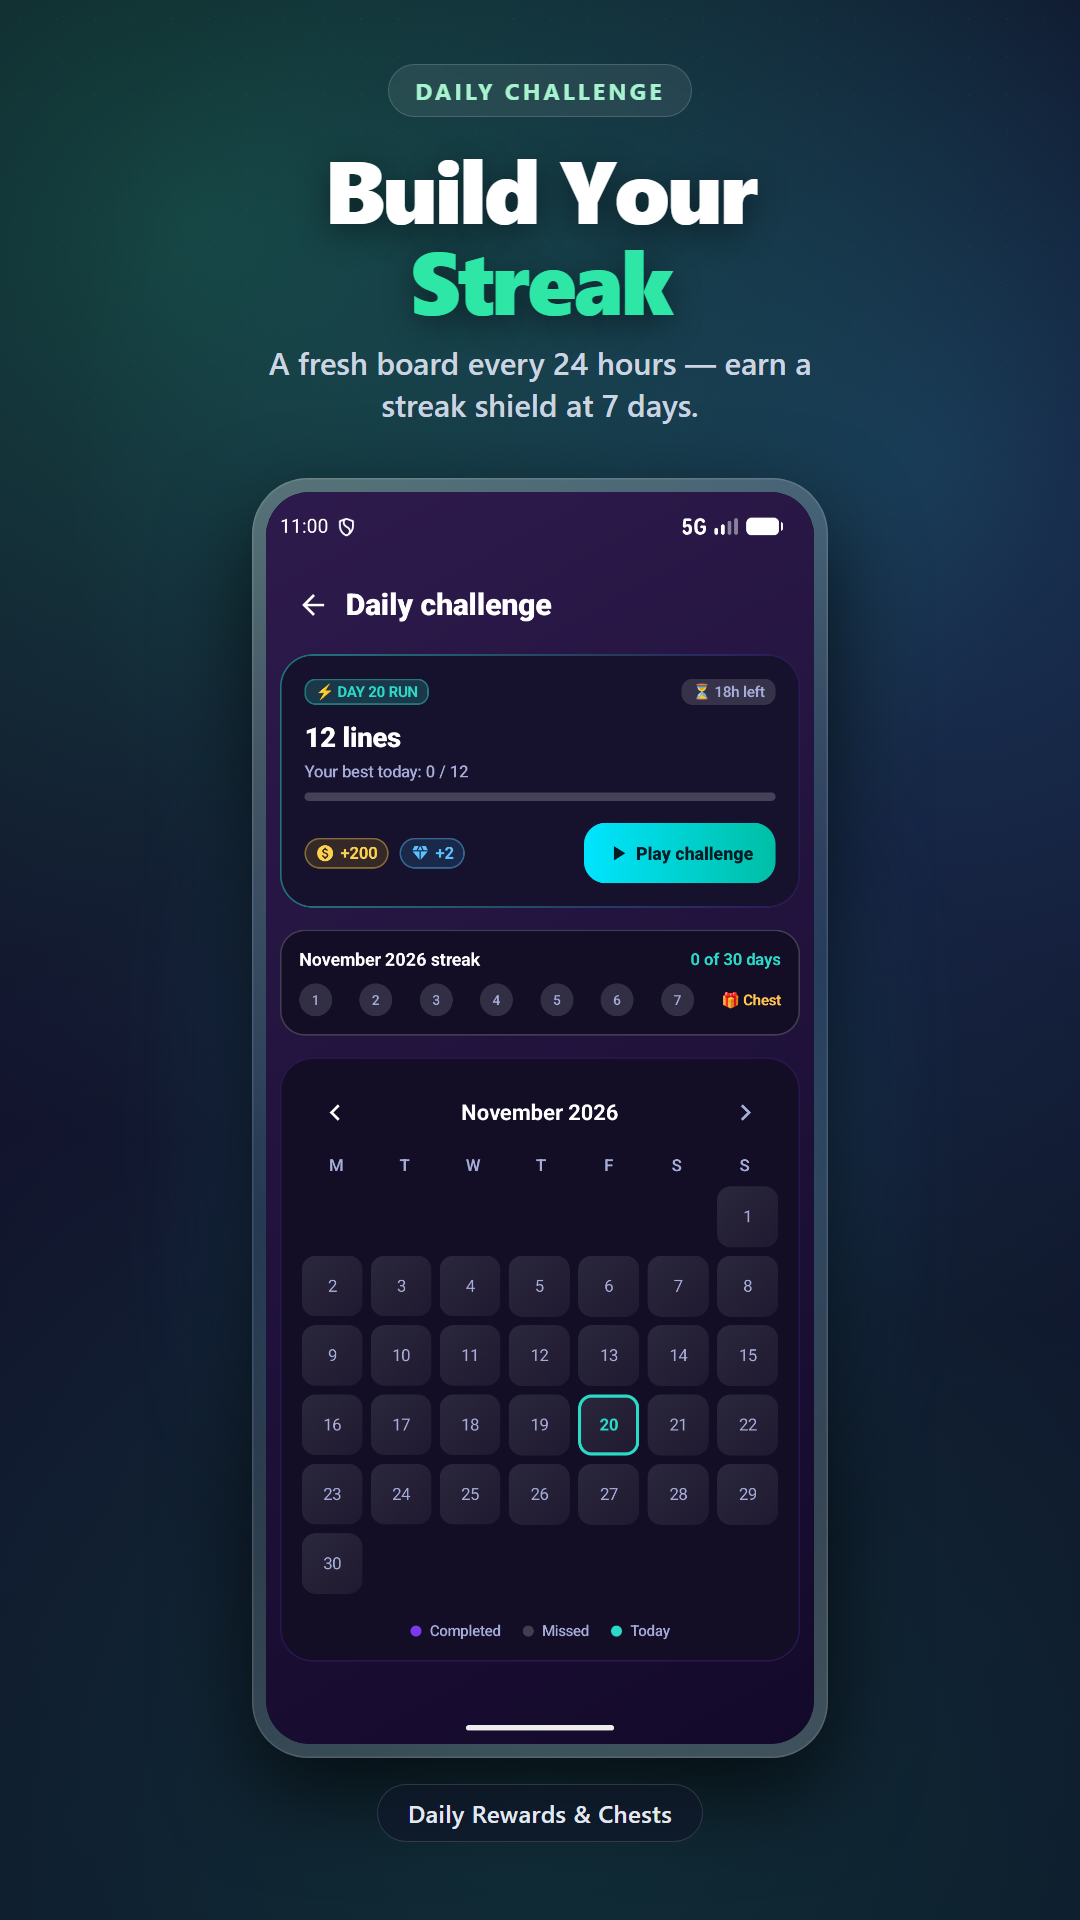 DAILY CHALLENGE
Build Your
Streak
A fresh board every 24 hours — earn a
streak shield at 7 days.
11:00 5G
Daily challenge
⚡ DAY 20 RUN ⏳ 18h left
12 lines
Your best today: 0 / 12
$ +200 +2 Play challenge
November 2026 streak 0 of 30 days
1 2 3 4 5 6 7 🎁 Chest
November 2026
M T W T F S S
1
2 3 4 5 6 7 8
9 10 11 12 13 14 15
16 17 18 19 20 21 22
23 24 25 26 27 28 29
30
Completed Missed Today
Daily Rewards & Chests